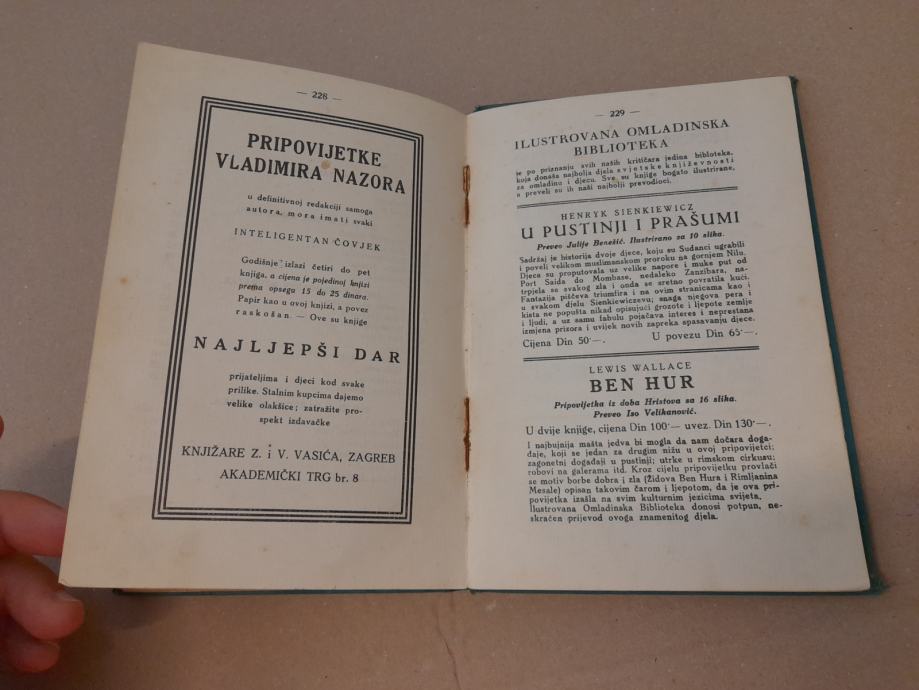 — 228 —
PRIPOVIJETKE
VLADIMIRA NAZORA
u definitivnoj redakciji samoga
autora, mora imati svaki
INTELIGENTAN ČOVJEK
Godišnje izlazi četiri do pet
knjiga, a cijena je pojedinoj knjizi
prema opsegu 15 do 25 dinara.
Papir kao u ovoj knjizi, a povez
raskošan. — Ove su knjige
NAJLJEPŠI DAR
prijateljima i djeci kod svake
prilike. Stalnim kupcima dajemo
velike olakšice; zatražite pro-
spekt izdavačke
KNJIŽARE Z. i V. VASIĆA, ZAGREB
AKADEMIČKI TRG br. 8
— 229 —
ILUSTROVANA OMLADINSKA
BIBLIOTEKA
je po priznanju svih naših kritičara jedina bibloteka,
koja donaša najbolja djela svjetske književnosti
za omladinu i djecu. Sve su knjige bogato ilustrirane,
a preveli su ih naši najbolji prevodioci.
HENRYK SIENKIEWICZ
U PUSTINJI I PRAŠUMI
Preveo Julije Benešić. Ilustrirano sa 10 slika.
Sadržaj je historija dvoje djece, koju su Sudanci ugrabili
i poveli velikom muslimanskom proroku na gornjem Nilu.
Djeca su proputovala uz velike napore i muke put od
Port Saida do Mombase, nedaleko Zanzibara, na-
trpjela se svakog zla i onda se sretno povratila kući.
Fantazija piščeva triumfira i na ovim stranicama kao i
u svakom djelu Sienkiewiczevu; snaga njegova pera i
kista ne popušta nikad opisujući grozote i ljepote zemlje
i ljudi, a uz samu fabulu pojačava interes i neprestana
izmjena prizora i uvijek novih zapreka spasavanju djece.
Cijena Din 50·—. U povezu Din 65·—.
LEWIS WALLACE
BEN HUR
Pripovijetka iz doba Hristova sa 16 slika.
Preveo Iso Velikanović.
U dvije knjige, cijena Din 100·— uvez. Din 130·—.
I najbujnija mašta jedva bi mogla da nam dočara doga-
đaje, koji se jedan za drugim nižu u ovoj pripovijetci;
zagonetni događaji u pustinji; utrke u rimskom cirkusu;
robovi na galerama itd. Kroz cijelu pripovijetku provlači
se motiv borbe dobra i zla (Židova Ben Hura i Rimljanina
Mesale) opisan takovim čarom i ljepotom, da je ova pri-
povijetka izašla na svim kulturnim jezicima svijeta.
Ilustrovana Omladinska Biblioteka donosi potpun, ne-
skraćen prijevod ovoga znamenitog djela.